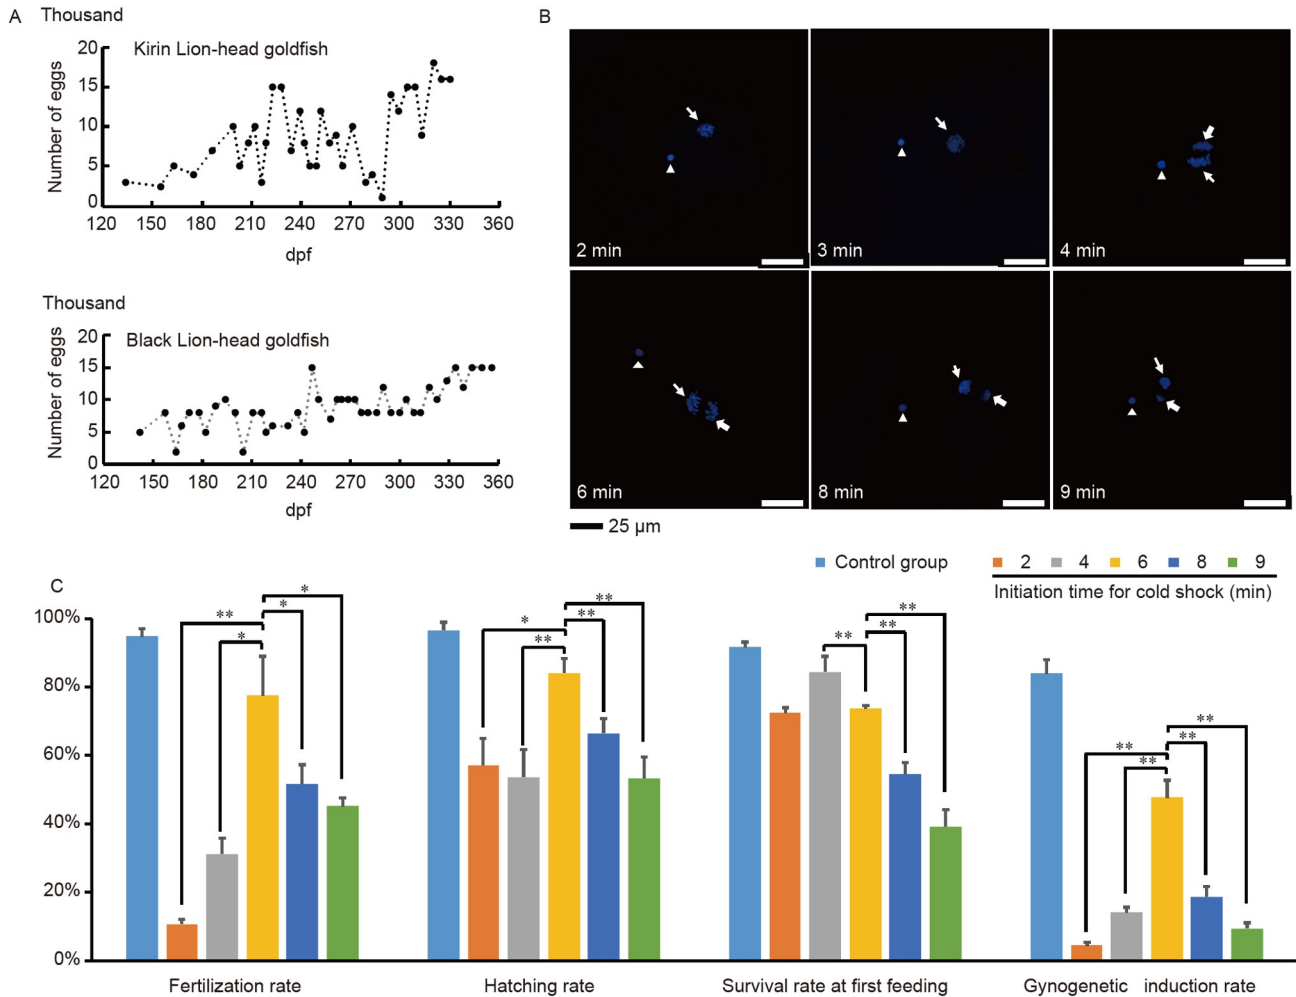 A
Thousand
Kirin Lion-head goldfish
Number of eggs
20
15
10
5
0
120 150 180 210 240 270 300 330 360
dpf
Thousand
Black Lion-head goldfish
Number of eggs
20
15
10
5
0
120 150 180 210 240 270 300 330 360
dpf
B
2 min
3 min
4 min
6 min
8 min
9 min
25 μm
C
Control group
2 4 6 8 9
Initiation time for cold shock (min)
100%
80%
60%
40%
20%
0%
** * * *
* ** ** **
** ** **
** ** ** **
Fertilization rate
Hatching rate
Survival rate at first feeding
Gynogenetic induction rate